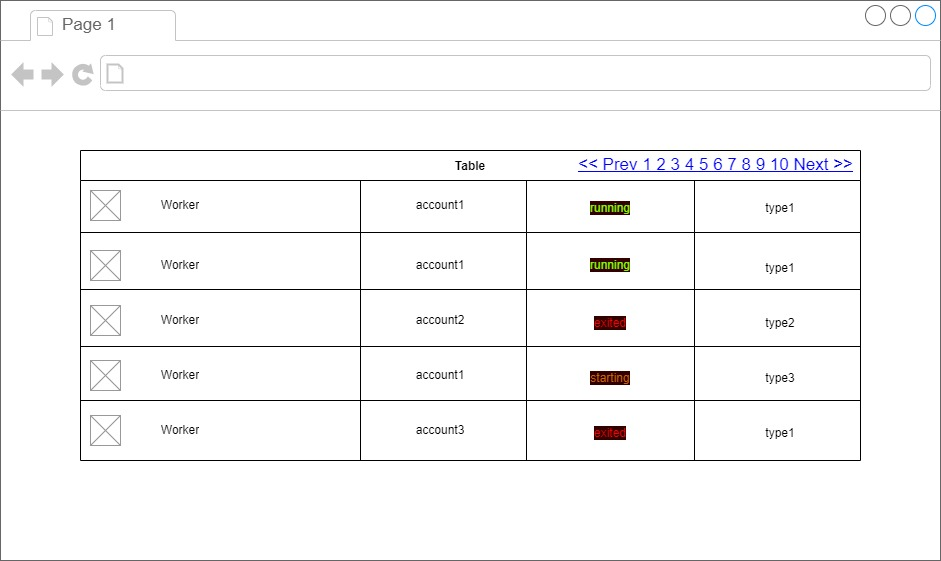 Page 1
Table << Prev 1 2 3 4 5 6 7 8 9 10 Next >>
Worker account1 running type1
Worker account1 running type1
Worker account2 exited type2
Worker account1 starting type3
Worker account3 exited type1